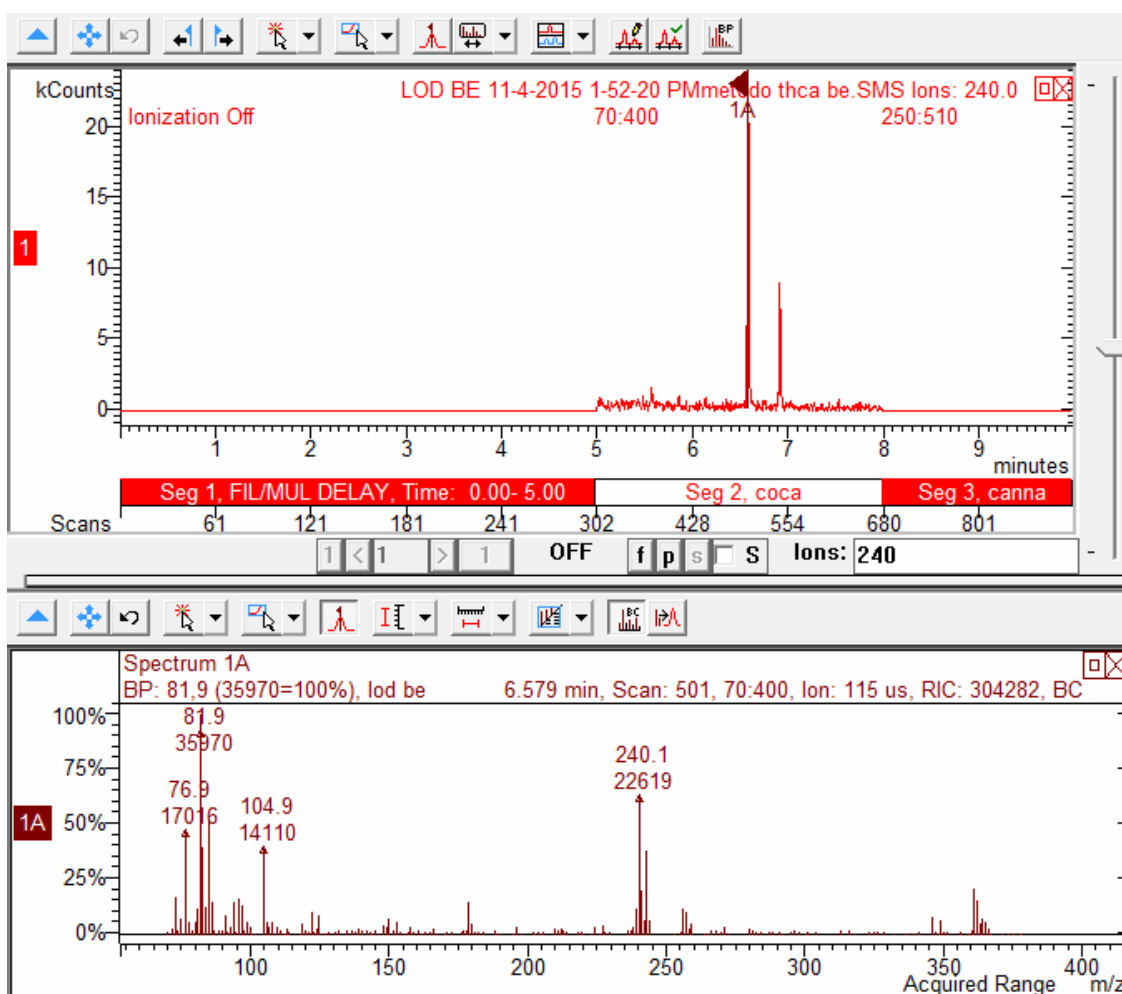 BP
kCounts
LOD BE 11-4-2015 1-52-20 PMmetodo thca be.SMS Ions: 240.0
Ionization Off
70:400
250:510
1A
20
15
10
5
0
1
1 2 3 4 5 6 7 8 9
minutes
Seg 1, FIL/MUL DELAY, Time: 0.00- 5.00
Seg 2, coca
Seg 3, canna
Scans 61 121 181 241 302 428 554 680 801
1 < 1 > 1 OFF f p s S Ions: 240
BC
Spectrum 1A
BP: 81,9 (35970=100%), lod be 6.579 min, Scan: 501, 70:400, Ion: 115 us, RIC: 304282, BC
100%
75%
50%
25%
0%
1A
81.9
35970
76.9
17016
104.9
14110
240.1
22619
100 150 200 250 300 350 400
Acquired Range m/z